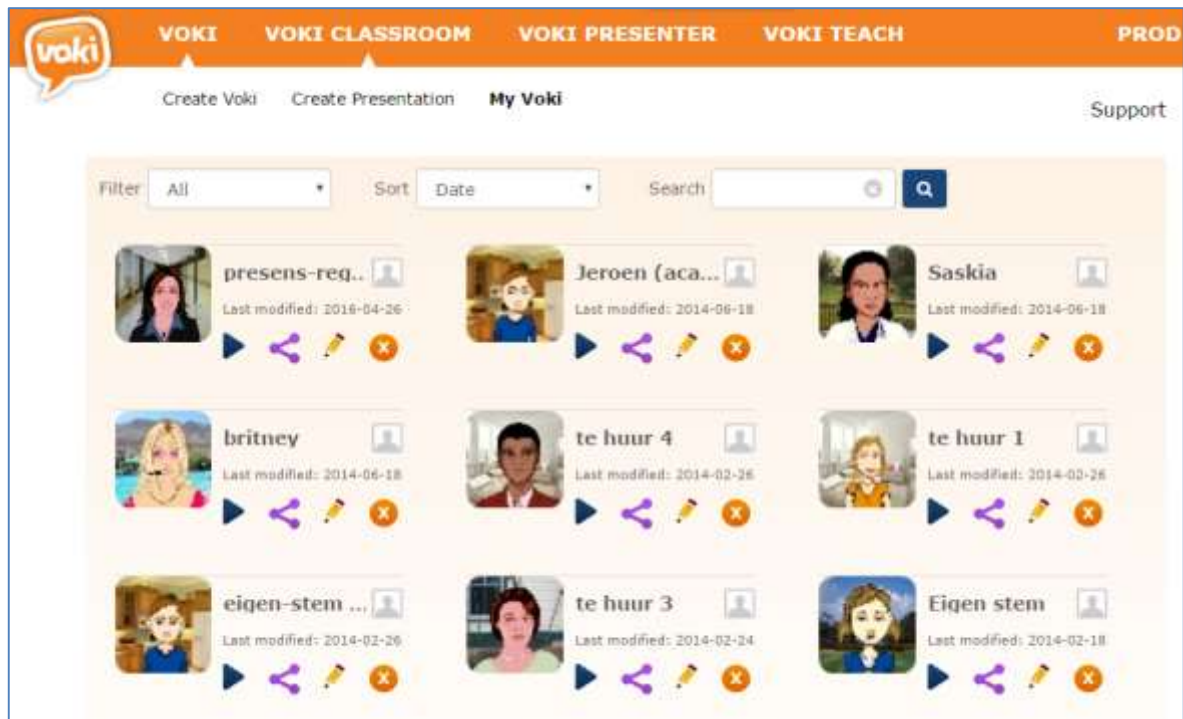 voki VOKI VOKI CLASSROOM VOKI PRESENTER VOKI TEACH PROD
Create Voki Create Presentation My Voki Support
Filter All Sort Date Search
presens-reg.. Jeroen (aca... Saskia
Last modified: 2016-04-26 Last modified: 2014-06-18 Last modified: 2014-06-18
britney te huur 4 te huur 1
Last modified: 2014-06-18 Last modified: 2014-02-26 Last modified: 2014-02-26
eigen-stem ... te huur 3 Eigen stem
Last modified: 2014-02-26 Last modified: 2014-02-24 Last modified: 2014-02-18